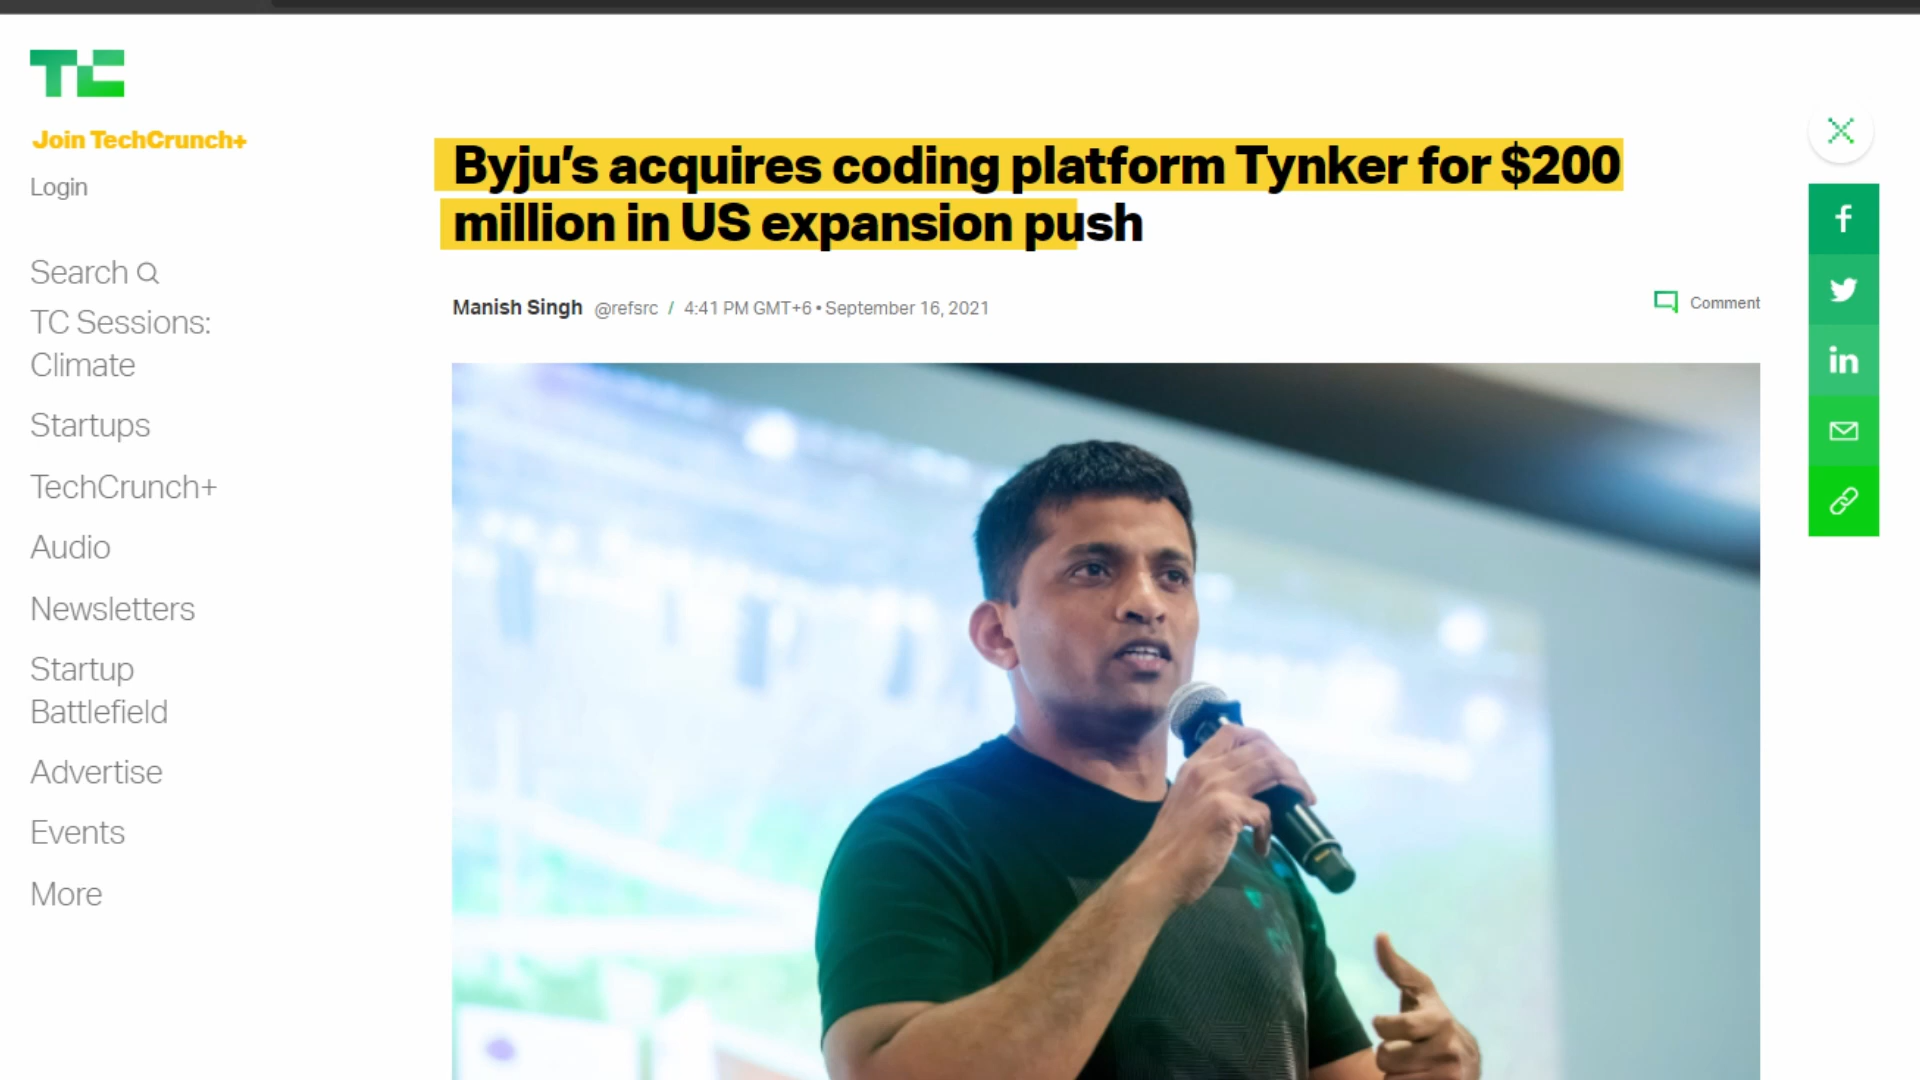 TC
Join TechCrunch+
Login
Search
TC Sessions:
Climate
Startups
TechCrunch+
Audio
Newsletters
Startup
Battlefield
Advertise
Events
More
Byju's acquires coding platform Tynker for $200
million in US expansion push
Manish Singh @refsrc / 4:41 PM GMT+6 • September 16, 2021
Comment
f
in